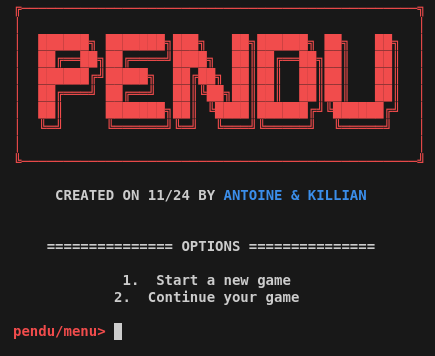 PENDU
CREATED ON 11/24 BY ANTOINE & KILLIAN
=============== OPTIONS ===============
1. Start a new game
2. Continue your game
pendu/menu>